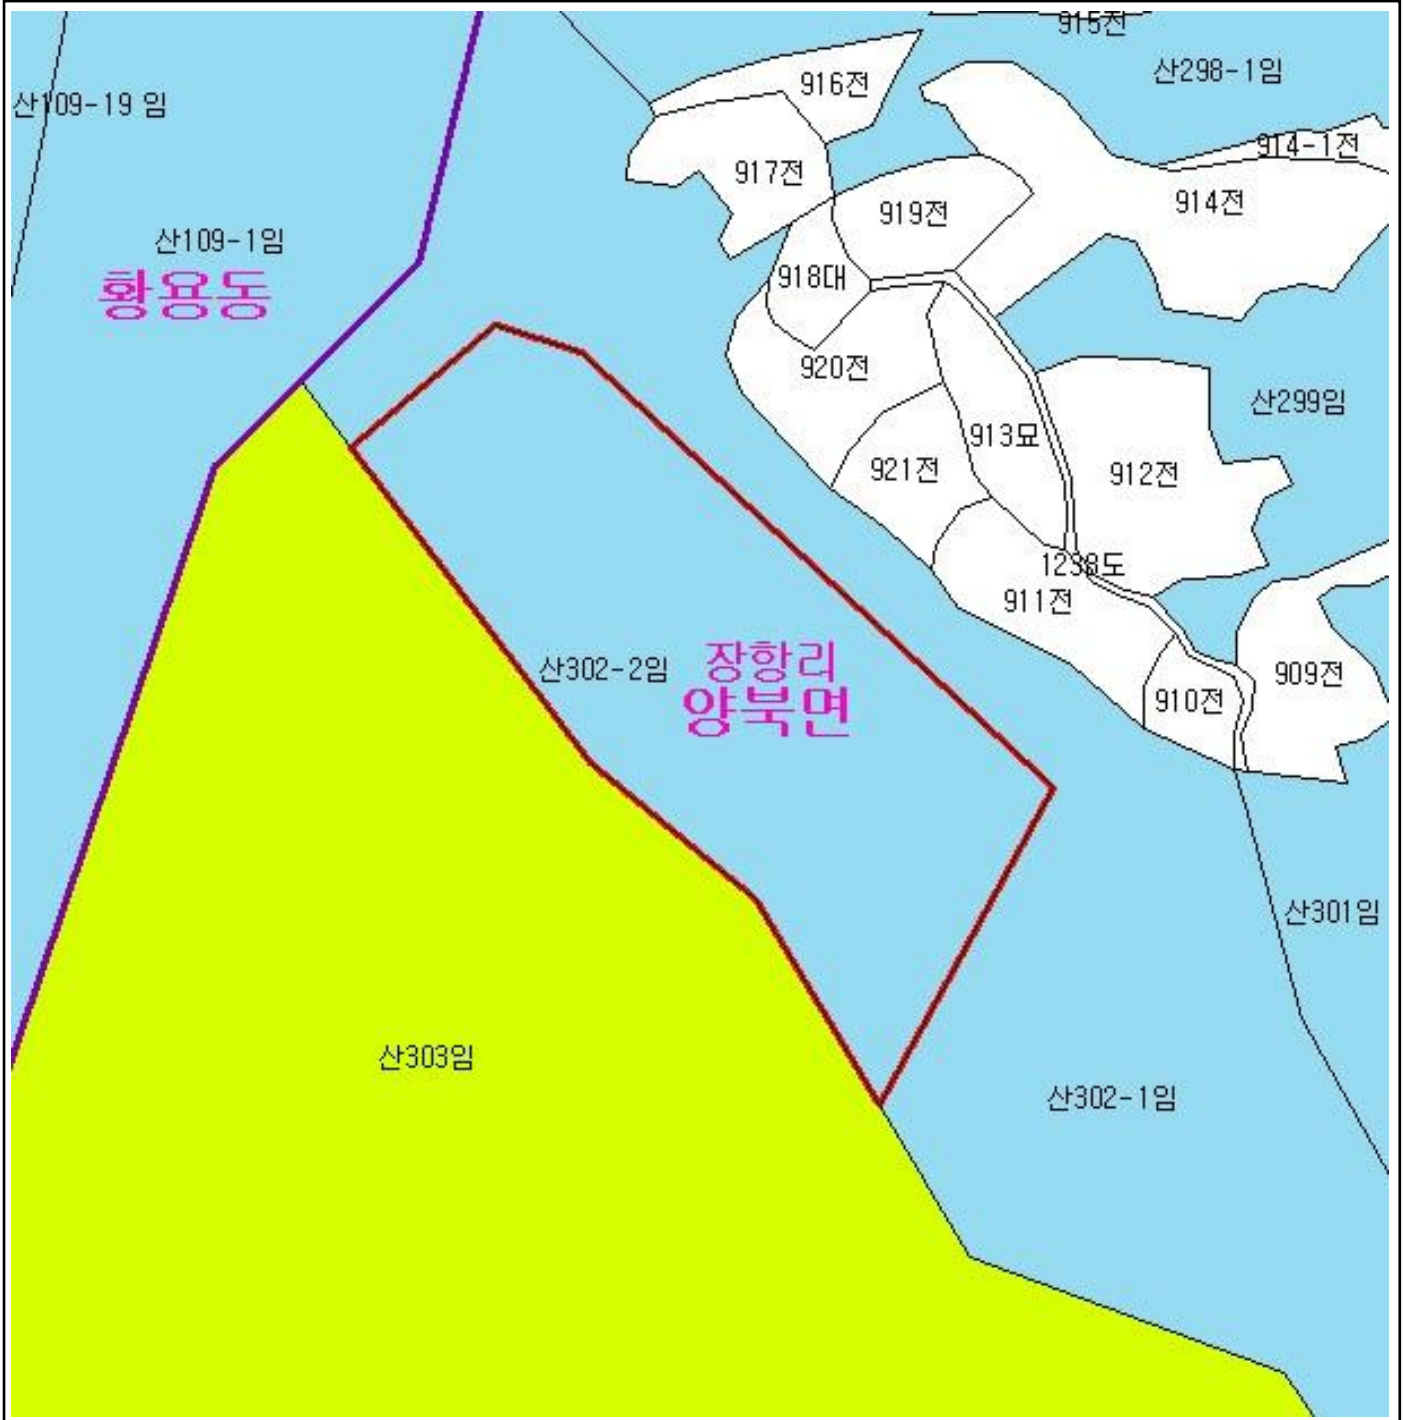 915전
산298-1임
916전
산109-19 임
914-1전
917전
914전
919전
산109-1임
918대
황용동
920전
산299임
913묘
921전
912전
1238도
911전
장항리
산302-2임
909전
910전
양북면
산301임
산303임
산302-1임